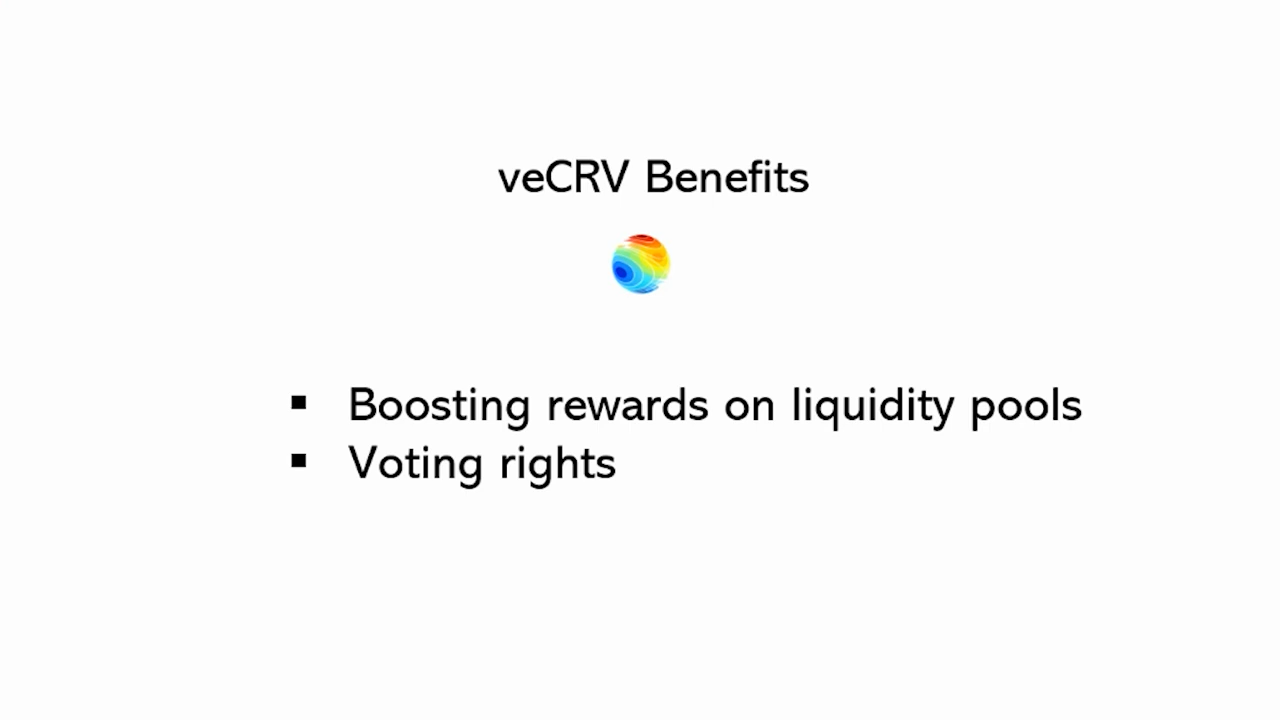 veCRV Benefits
▪ Boosting rewards on liquidity pools
▪ Voting rights